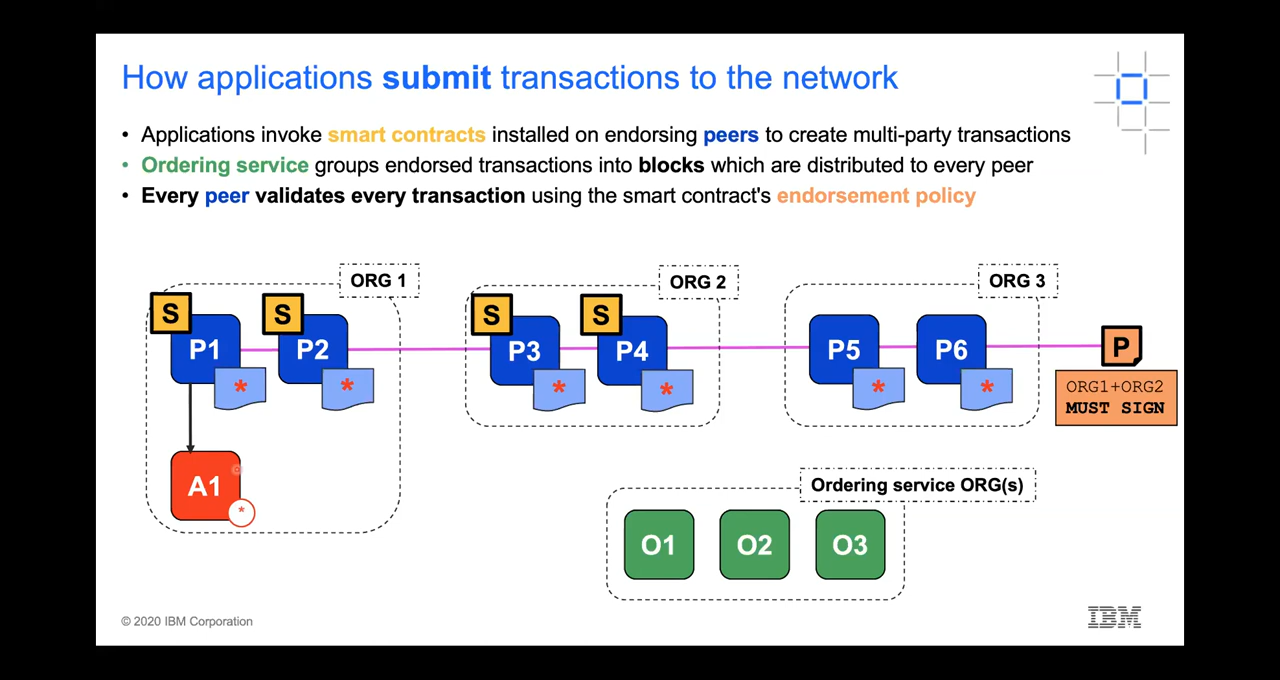 How applications submit transactions to the network
• Applications invoke smart contracts installed on endorsing peers to create multi-party transactions
• Ordering service groups endorsed transactions into blocks which are distributed to every peer
• Every peer validates every transaction using the smart contract's endorsement policy
ORG 1
ORG 2
ORG 3
S
S
S
S
P1
P2
P3
P4
P5
P6
P
*
*
*
*
*
*
ORG1+ORG2
MUST SIGN
A1
*
Ordering service ORG(s)
O1
O2
O3
© 2020 IBM Corporation
IBM